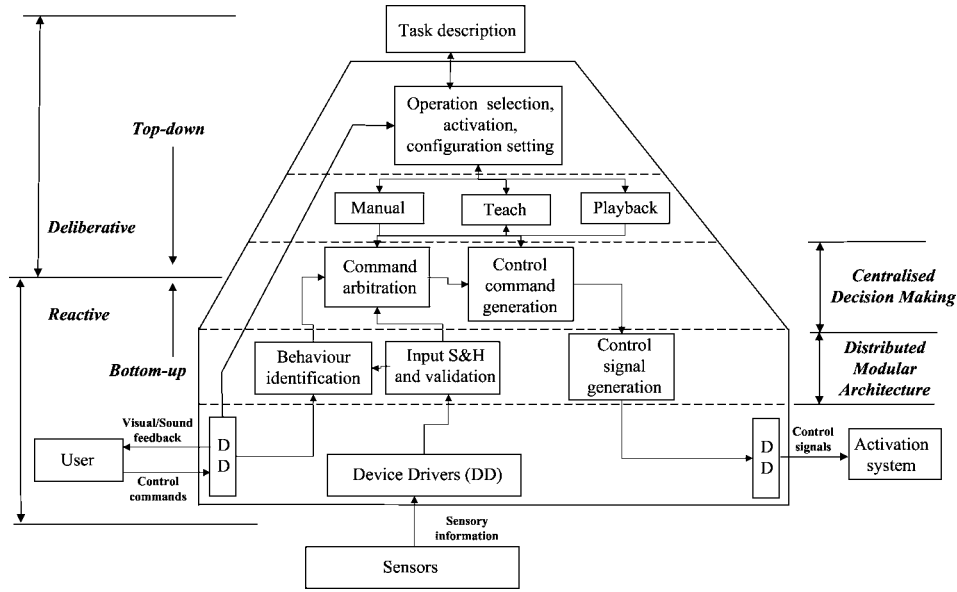 Task description
Operation selection,
activation,
configuration setting
Top-down
Manual
Teach
Playback
Deliberative
Command
arbitration
Control
command
generation
Centralised
Decision Making
Reactive
Behaviour
identification
Input S&H
and validation
Control
signal
generation
Distributed
Modular
Architecture
Bottom-up
Visual/Sound
feedback
User
Control
commands
D
D
Device Drivers (DD)
D
D
Control
signals
Activation
system
Sensory
information
Sensors